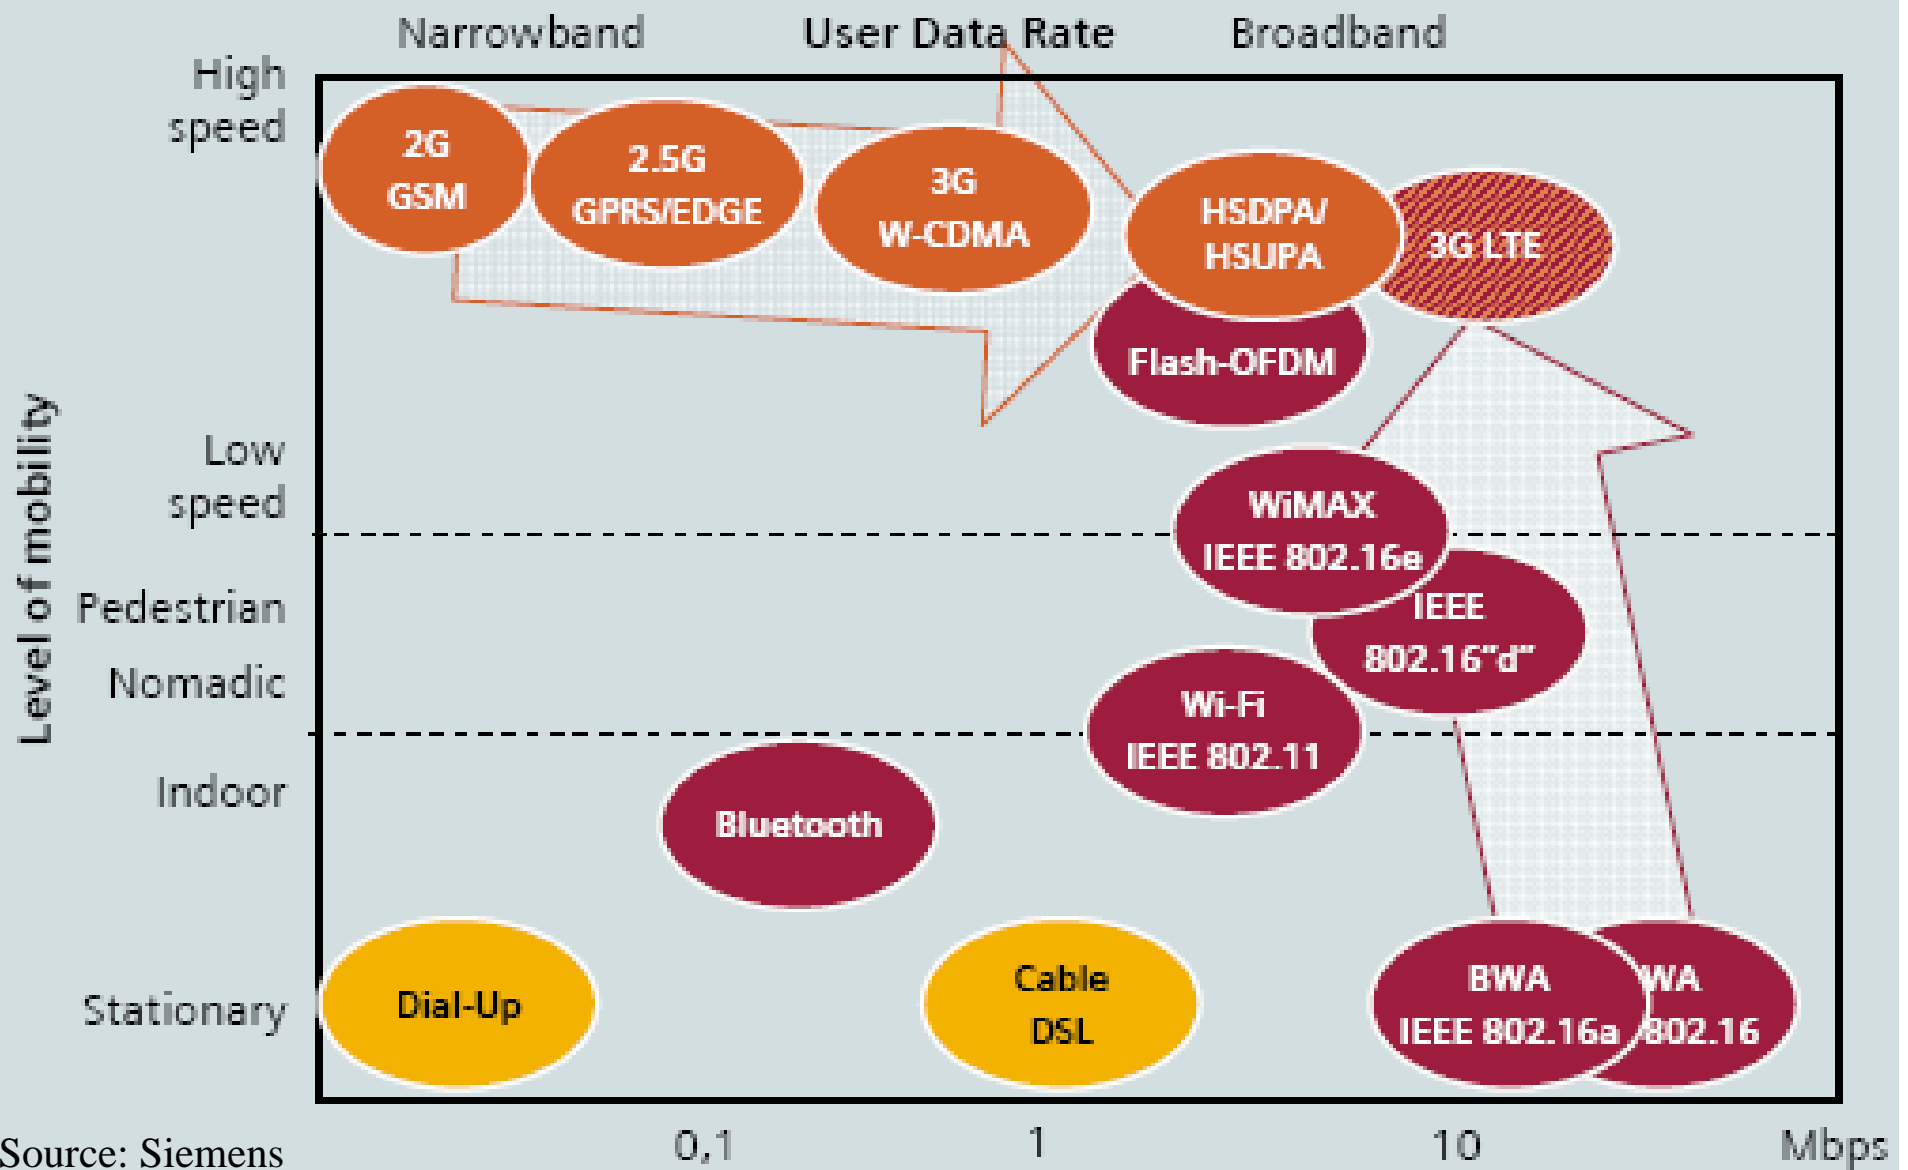 Narrowband
User Data Rate
Broadband
High
speed
2G
GSM
2.5G
GPRS/EDGE
3G
W-CDMA
HSDPA/
HSUPA
3G LTE
Flash-OFDM
Level of mobility
Low
speed
WiMAX
IEEE 802.16e
Pedestrian
IEEE
802.16"d"
Nomadic
Wi-Fi
IEEE 802.11
Indoor
Bluetooth
Stationary
Dial-Up
Cable
DSL
BWA
IEEE 802.16a
WA
802.16
0,1
1
10
Mbps
Source: Siemens